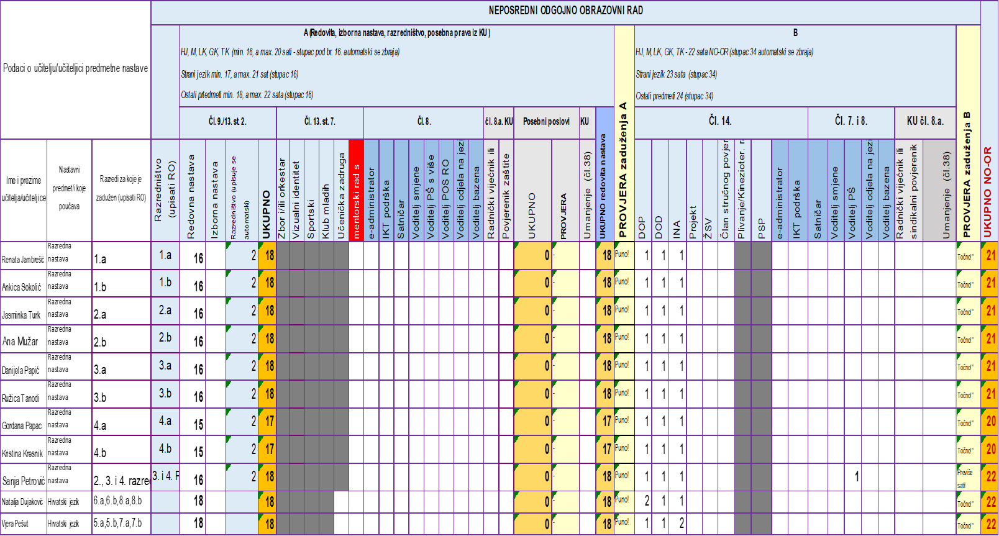 NEPOSREDNI ODGOJNO OBRAZOVNI RAD
Podaci o učitelju/učiteljici predmetne nastave
A (Redovita, izborna nastava, razredništvo, posebna prava iz KU )
HJ, M, LK, GK, TK (min. 16, a max. 20 sati - stupac pod br. 16. automatski se zbraja)
Strani jezik min. 17, a max. 21 sat (stupac 16)
Ostali prtedmeti min. 18, a max. 22 sata (stupac 16)
PROVJERA zaduženja A
B
HJ, M, LK, GK, TK - 22 sata NO-OR (stupac 34 automatski se zbraja)
Strani jezik 23 sata (stupac 34)
Ostali predmeti 24 (stupac 34)
PROVJERA zaduženja B
UKUPNO NO-OR
Čl. 9./13. st. 2.
Čl. 13. st. 7.
Čl. 8.
čl. 8.a. KU
Posebni poslovi
KU
UKUPNO redovita nastava
Čl. 14.
Čl. 7. i 8.
KU čl. 8.a.
Ime i prezime učitelja/učiteljice
Nastavni predmet/i koje poučava
Razredi za koje je zadužen (upisati RO)
Razredništvo (upisati RO)
Redovna nastava
Izborna nastava
Razredništvo (upisuje se automatski)
UKUPNO
Zbor i/ili orkestar
Vizualni identitet
Sportski
Klub mladih
Učenička zadruga
mentorski rad s
e-administrator
IKT podrška
Satničar
Voditelj smjene
Voditelj PŠ s više
Voditelj POS RO
Voditelj odjela na jezi
Voditelj bazena
Radnički vijećnik ili
Povjerenik zaštite
UKUPNO
PROVJERA
Umanjenje (čl.38)
DOP
DOD
INA
Projekt
ŽSV
Član stručnog povjer
Plivanje/Kinezioter. ra
PSP
e-administrator
IKT podrška
Satničar
Voditelj smjene
Voditelj PŠ
Voditelj odjela na jezi
Voditelj bazena
Radnički vijećnik ili
sindikalni povjerenik
Umanjenje (čl.38)
Renata Jambrešić Razredna nastava 1.a 1.a 16 2 18 0 - 18 Puno! 1 1 1 Točno!" 21
Ankica Sokolić Razredna nastava 1.b 1.b 16 2 18 0 - 18 Puno! 1 1 1 Točno!" 21
Jasminka Turk Razredna nastava 2.a 2.a 16 2 18 0 - 18 Puno! 1 1 1 Točno!" 21
Ana Mužar Razredna nastava 2.b 2.b 16 2 18 0 - 18 Puno! 1 1 1 Točno!" 21
Danijela Papić Razredna nastava 3.a 3.a 16 2 18 0 - 18 Puno! 1 1 1 Točno!" 21
Ružica Tanodi Razredna nastava 3.b 3.b 16 2 18 0 - 18 Puno! 1 1 1 Točno!" 21
Gordana Papac Razredna nastava 4.a 4.a 15 2 17 0 - 17 Puno! 1 1 1 Točno!" 20
Kristina Kresnik Razredna nastava 4.b 4.b 15 2 17 0 - 17 Puno! 1 1 1 Točno!" 20
Sanja Petrović Razredna nastava 2., 3. i 4. razred 3. i 4. F 16 2 18 0 - 18 Puno! 1 1 1 1 Previše sati! 22
Natalija Dujaković Hrvatski jezik 6.a,6.b,8.a,8.b 18 18 0 - 18 Puno! 2 1 1 Točno!" 22
Vjera Pešut Hrvatski jezik 5.a,5.b,7.a,7.b 18 18 0 - 18 Puno! 1 1 2 Točno!" 22